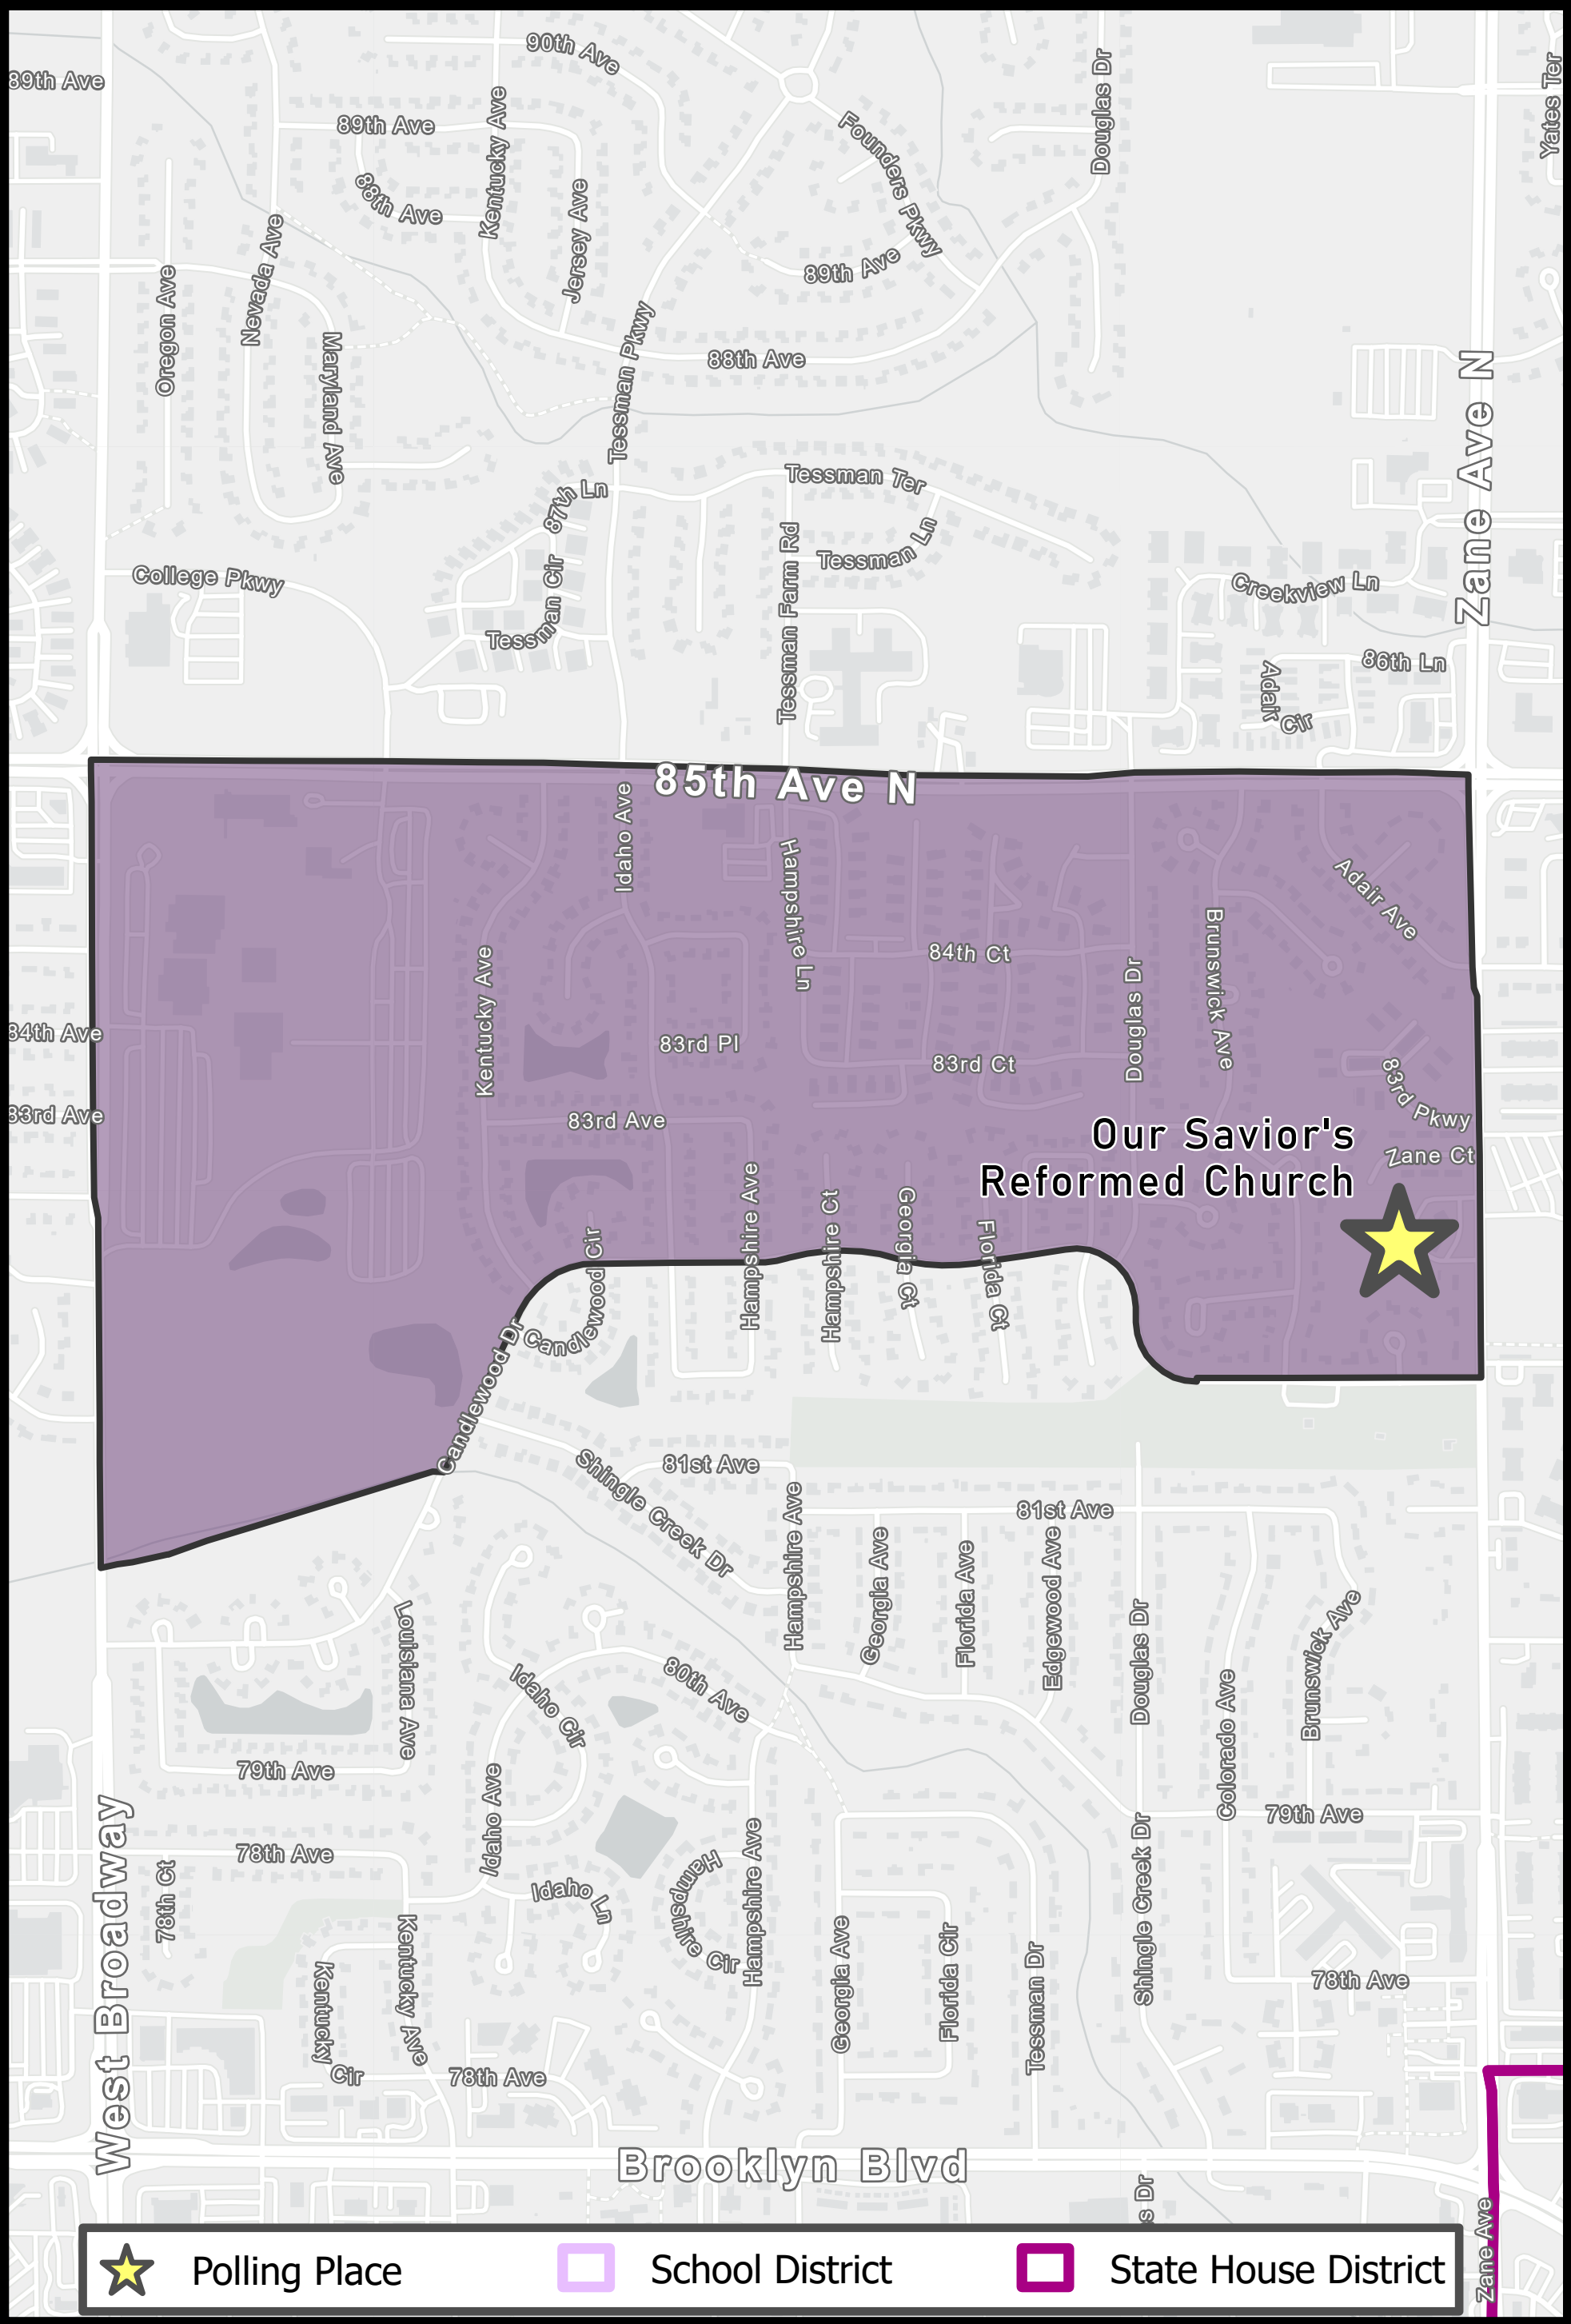 90th Ave
89th Ave
Yates Ter
Douglas Dr
Kentucky Ave
89th Ave
Founders Pkwy
88th Ave
Jersey Ave
Nevada Ave
89th Ave
Oregon Ave
Tessman Pkwy
Maryland Ave
88th Ave
Zane Ave N
Tessman Ter
87th Ln
Tessman Farm Rd
Tessman Ln
College Pkwy
Tessman Cir
Creekview Ln
86th Ln
Adair Cir
85th Ave N
Idaho Ave
Hampshire Ln
Adair Ave
Brunswick Ave
84th Ct
Kentucky Ave
Douglas Dr
84th Ave
83rd Pl
83rd Ct
83rd Pkwy
83rd Ave
83rd Ave
Our Savior's
Reformed Church
Zane Ct
Hampshire Ave
Hampshire Ct
Georgia Ct
Florida Ct
Candlewood Cir
Candlewood Dr
Shingle Creek Dr
81st Ave
81st Ave
Hampshire Ave
Georgia Ave
Florida Ave
Edgewood Ave
Douglas Dr
Brunswick Ave
Louisiana Ave
Idaho Cir
80th Ave
Colorado Ave
79th Ave
Idaho Ave
79th Ave
West Broadway
78th Ave
78th Ct
Idaho Ln
Hampshire Cir
Hampshire Ave
Shingle Creek Dr
Kentucky Cir
Kentucky Ave
Georgia Ave
Florida Cir
Tessman Dr
78th Ave
78th Ave
Brooklyn Blvd
s Dr
Zane Ave
Polling Place
School District
State House District